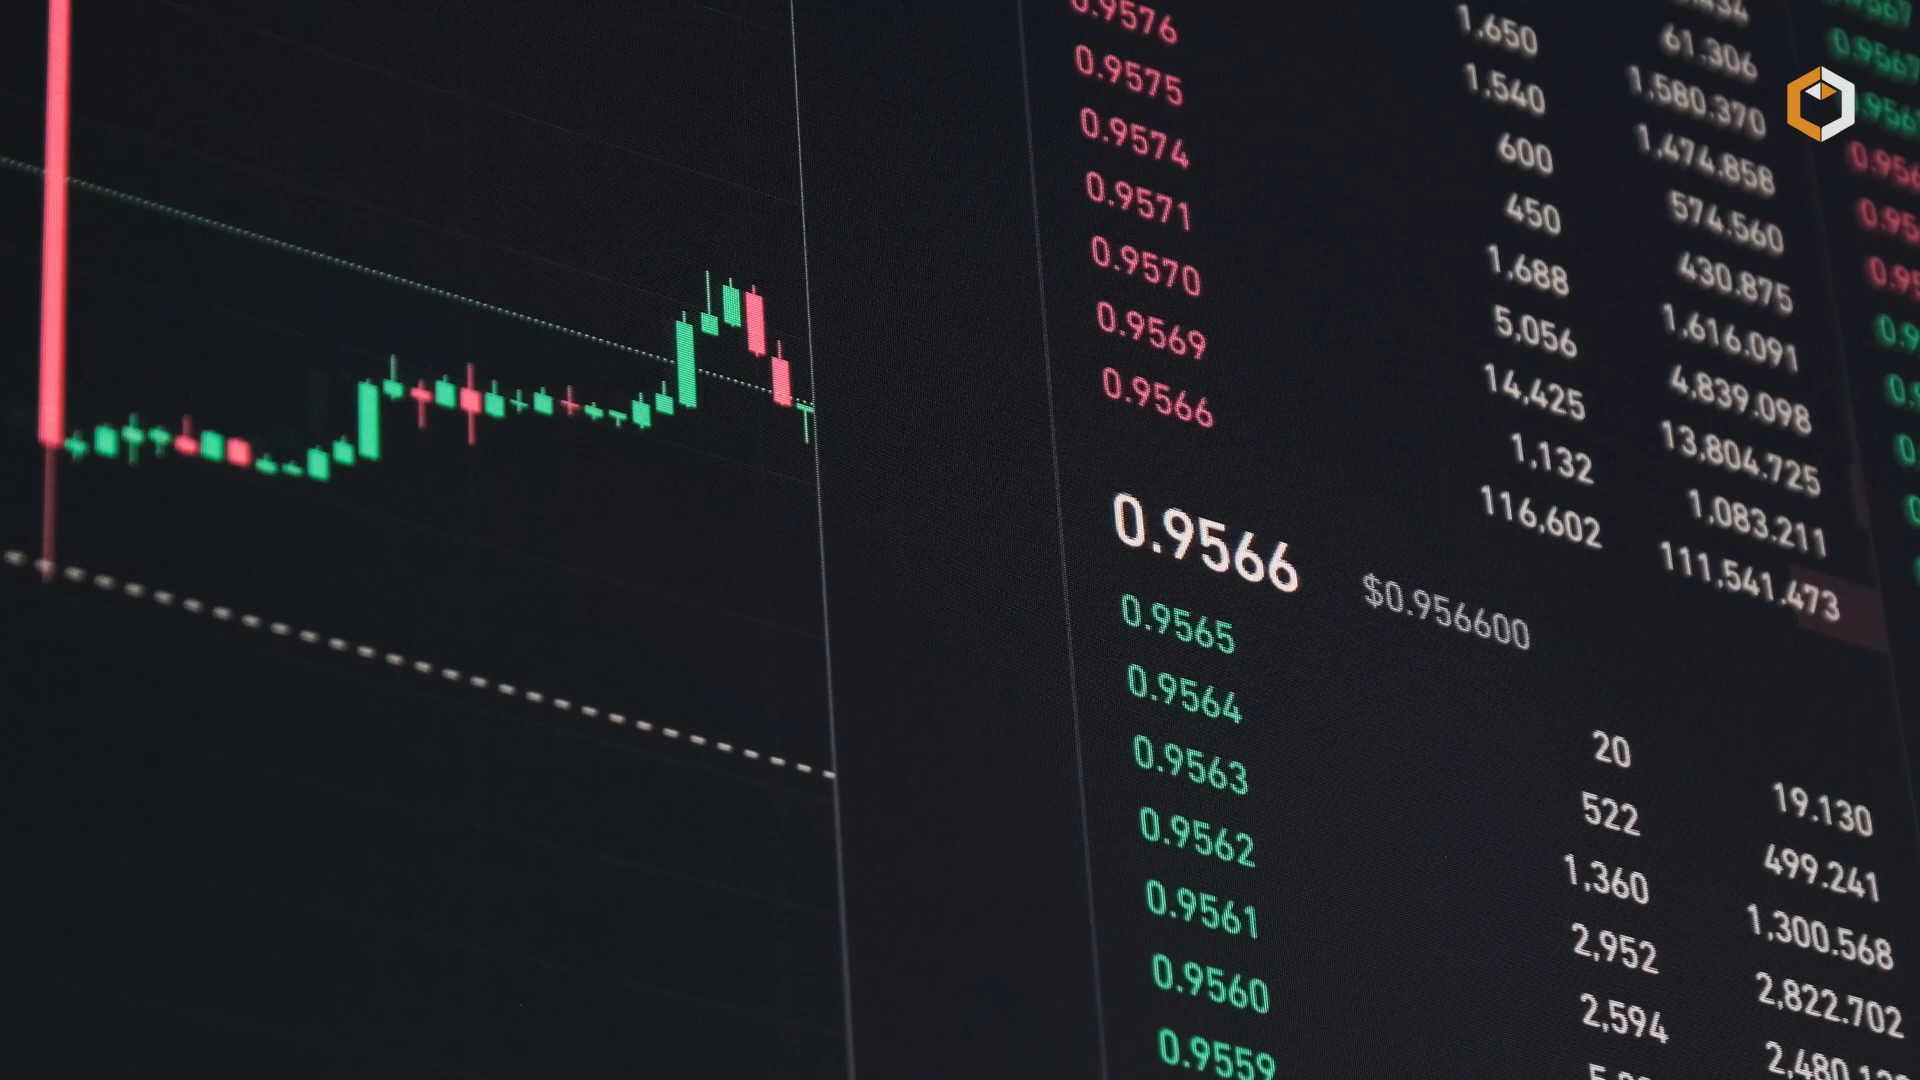 61.306
1,650 1,580.370
1,540 1,474.858
0.9576 600 574.560
0.9575 450 430.875
0.9574 1,688 1,616.091
0.9571 5,056 4,839.098
0.9570 14,425 13,804.725
0.9569 1,132 1,083.211
0.9566 116,602 111,541.473
0.9566 $0.956600
0.9565 20 19.130
0.9564 522 499.241
0.9563 1,360 1,300.568
0.9562 2,952 2,822.702
0.9561 2,594
0.9560
0.9559